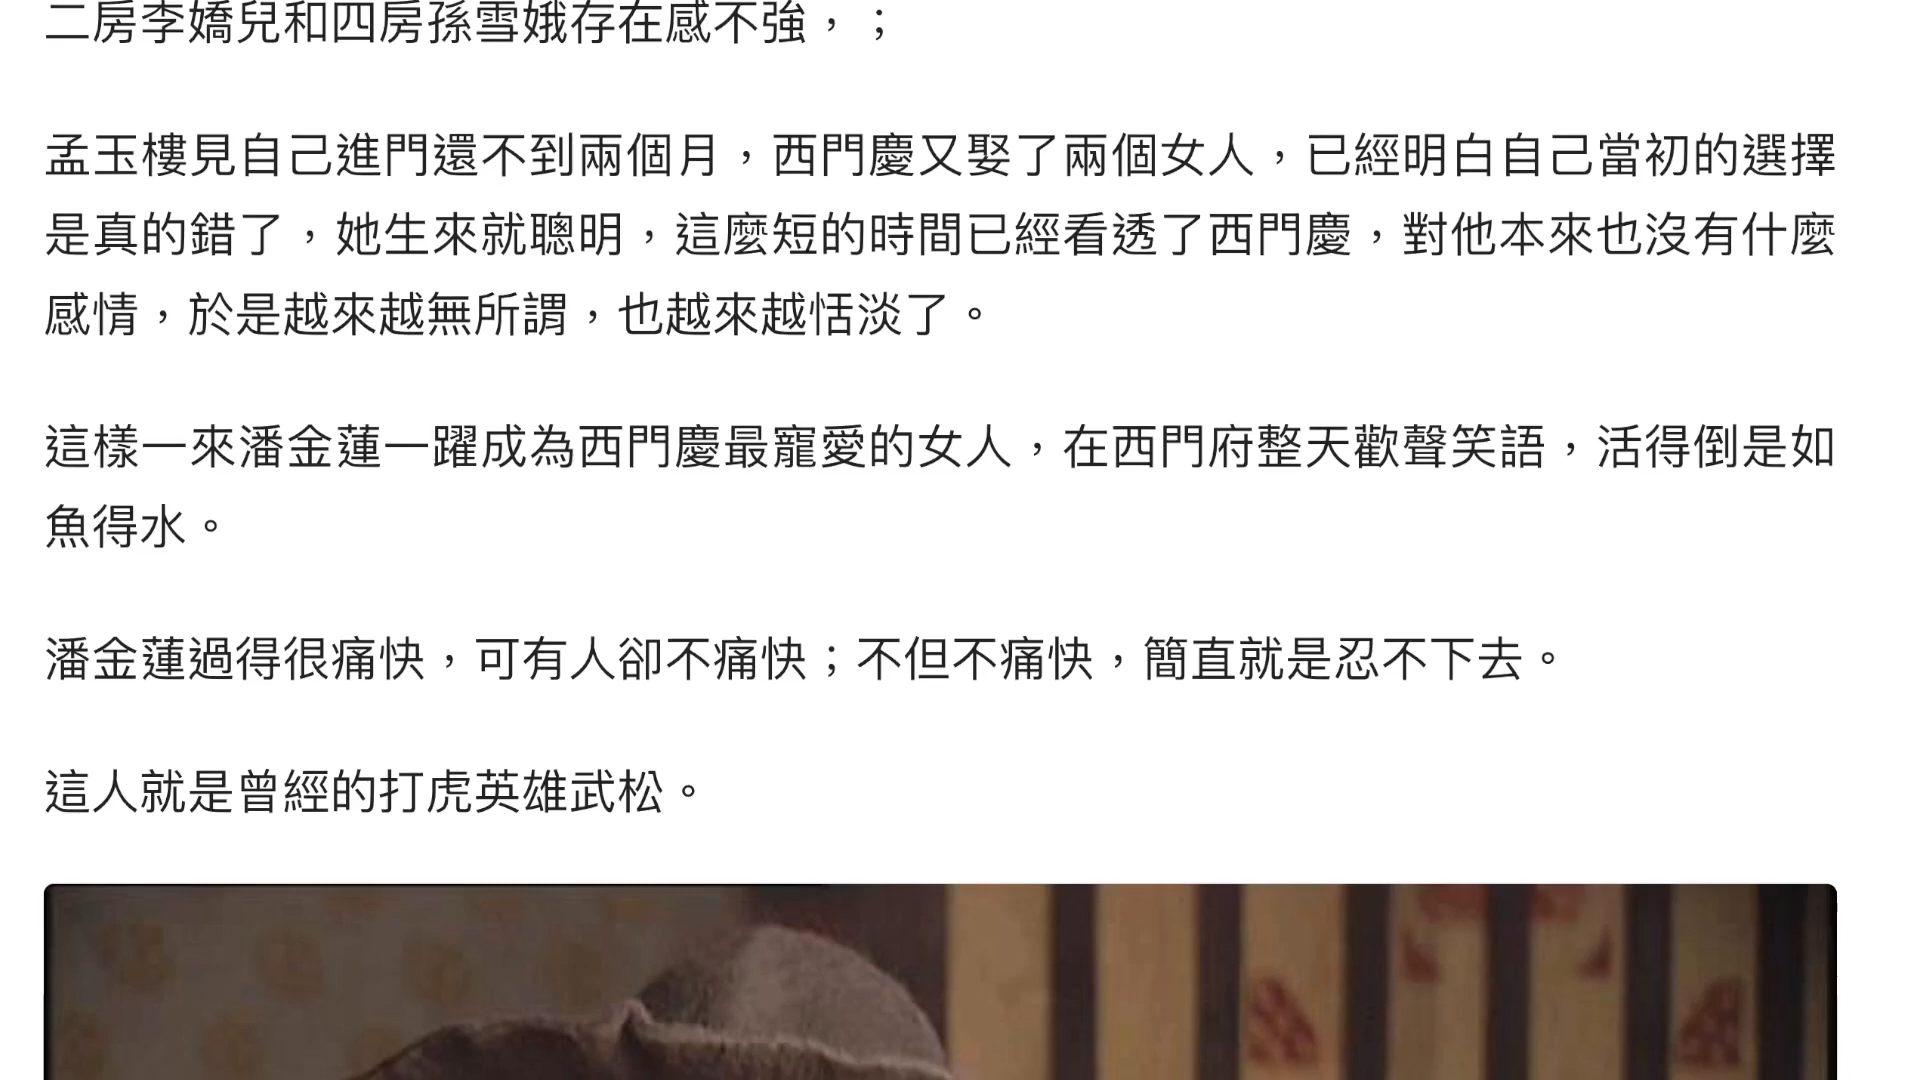 二房李嬌兒和四房孫雪娥存在感不強，；
孟玉樓見自己進門還不到兩個月，西門慶又娶了兩個女人，已經明白自己當初的選擇
是真的錯了，她生來就聰明，這麼短的時間已經看透了西門慶，對他本來也沒有什麼
感情，於是越來越無所謂，也越來越恬淡了。
這樣一來潘金蓮一躍成為西門慶最寵愛的女人，在西門府整天歡聲笑語，活得倒是如
魚得水。
潘金蓮過得很痛快，可有人卻不痛快；不但不痛快，簡直就是忍不下去。
這人就是曾經的打虎英雄武松。